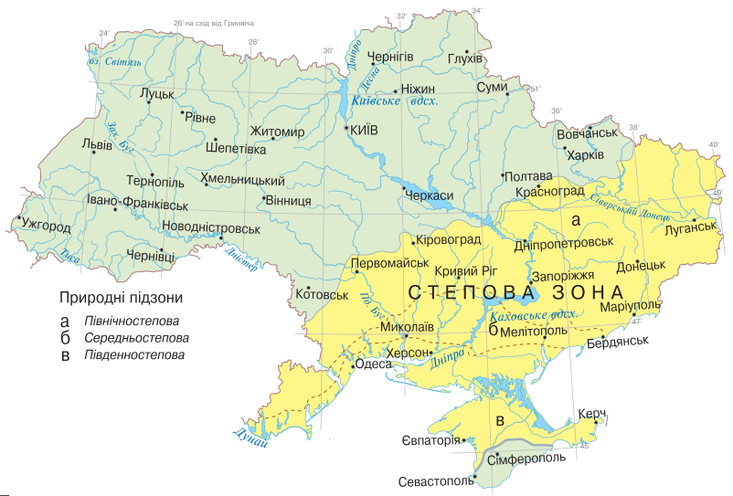 26° на схід від Гринвіча
24°
28°
30°
32°
34°
оз. Світязь
Дніпро
Десна
Чернігів
Глухів
Луцьк
Київське вдсх.
Ніжин
Суми
51°
36°
38°
40°
Рівне
Зах. Буг
Житомир
КИЇВ
Вовчанськ
Львів
Шепетівка
Харків
Тернопіль
Хмельницький
Полтава
Красноград
49°
Івано-Франківськ
Вінниця
Черкаси
Сіверський Донець
Ужгород
Новодністровськ
а
Луганськ
Тиса
Чернівці
Дністер
Кіровоград
Дніпропетровськ
Первомайськ
Кривий Ріг
Запоріжжя
Донецьк
Котовськ
СТЕПОВА ЗОНА
Пд. Буг
Каховське вдсх.
Маріуполь
47°
Миколаїв
б
Мелітополь
Бердянськ
Херсон
Дніпро
Одеса
Дунай
в
Керч
Євпаторія
45°
Сімферополь
Севастополь
Природні підзони
а Північностепова
б Середньостепова
в Південностепова